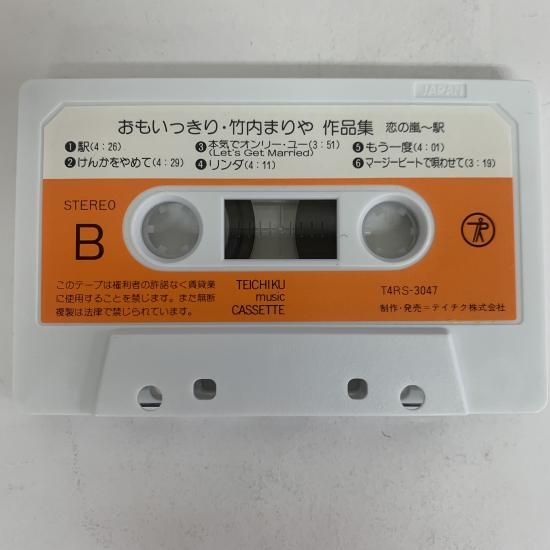 JAPAN
おもいっきり・竹内まりや 作品集 恋の嵐〜駅
❶駅(4:26)
❷けんかをやめて(4:29)
❸本気でオンリー・ユー(3:51)
(Let's Get Married)
❹リンダ(4:11)
❺もう一度(4:01)
❻マージービートで唄わせて(3:19)
STEREO
B
このテープは権利者の許諾なく賃貸業
に使用することを禁じます。また無断
複製は法律で禁じられています。
TEICHIKU
music
CASSETTE
T4RS-3047
制作・発売=テイチク株式会社